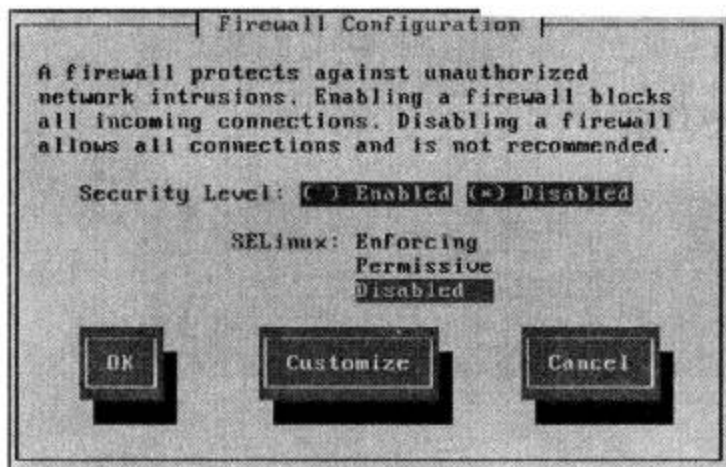 Firewall Configuration
A firewall protects against unauthorized
network intrusions. Enabling a firewall blocks
all incoming connections. Disabling a firewall
allows all connections and is not recommended.
Security Level: ( ) Enabled (*) Disabled
SELinux: Enforcing
Permissive
Disabled
OK Customize Cancel